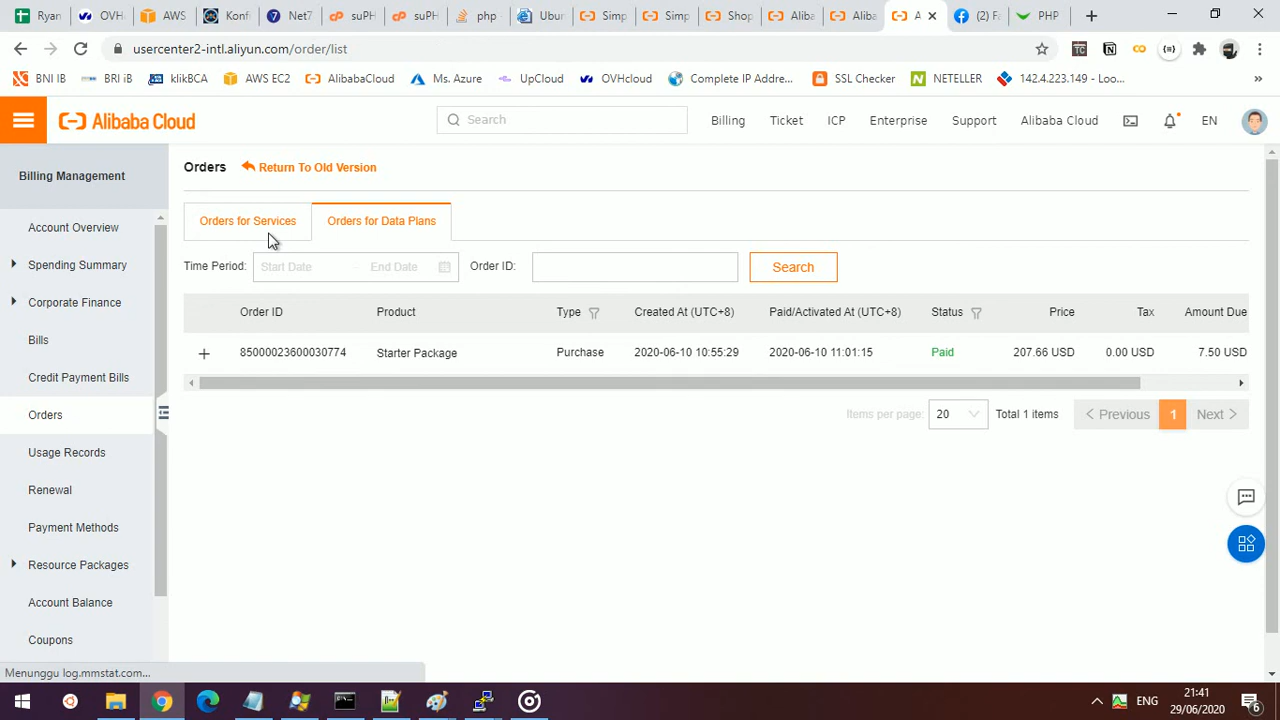 Ryan
OVH
AWS
Konf
Net7
suPH
suPH
php
Ubur
Simp
Simp
Shop
Aliba
Aliba
A
(2) Fa
PHP
usercenter2-intl.aliyun.com/order/list
BNI IB
BRI iB
klikBCA
AWS EC2
AlibabaCloud
Ms. Azure
UpCloud
OVHcloud
Complete IP Addre...
SSL Checker
NETELLER
142.4.223.149 - Loo...
»
Alibaba Cloud
Search
Billing
Ticket
ICP
Enterprise
Support
Alibaba Cloud
EN
Billing Management
Account Overview
Spending Summary
Corporate Finance
Bills
Credit Payment Bills
Orders
Usage Records
Renewal
Payment Methods
Resource Packages
Account Balance
Coupons
Orders
Return To Old Version
Orders for Services
Orders for Data Plans
Time Period:
Start Date
-
End Date
Order ID:
Search
Order ID
Product
Type
Created At (UTC+8)
Paid/Activated At (UTC+8)
Status
Price
Tax
Amount Due
85000023600030774
Starter Package
Purchase
2020-06-10 10:55:29
2020-06-10 11:01:15
Paid
207.66 USD
0.00 USD
7.50 USD
Items per page:
20
Total 1 items
Previous
1
Next
Menunggu log.mmstat.com...
ENG
21:41
29/06/2020
6